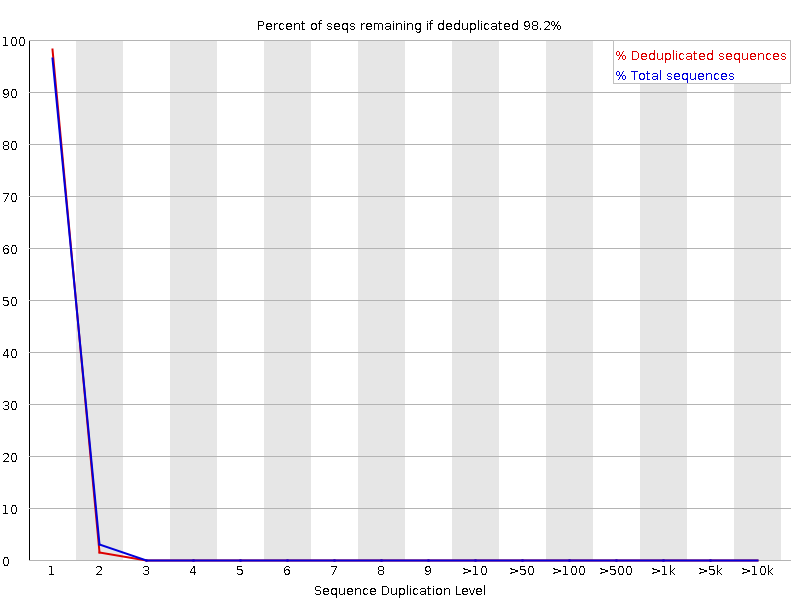 Percent of seqs remaining if deduplicated 98.2%
% Deduplicated sequences
% Total sequences
100
90
80
70
60
50
40
30
20
10
0
1 2 3 4 5 6 7 8 9 >10 >50 >100 >500 >1k >5k >10k
Sequence Duplication Level